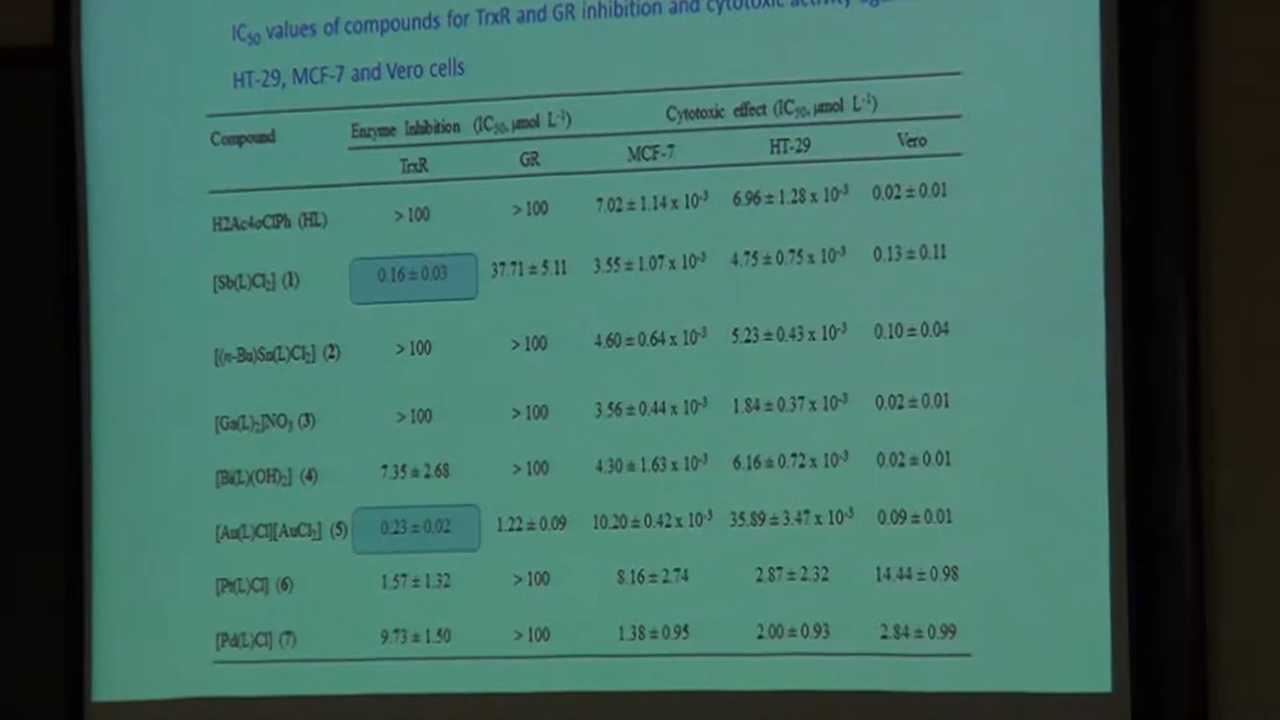 IC50 values of compounds for TrxR and GR inhibition and cytotoxic activity
HT-29, MCF-7 and Vero cells
Compound Enzyme Inhibition (IC50, µmol L-1) Cytotoxic effect (IC50, µmol L-1)
TrxR GR MCF-7 HT-29 Vero
H2Ac4oClPh (HL) > 100 > 100 7.02 ± 1.14 x 10-3 6.96 ± 1.28 x 10-3 0.02 ± 0.01
[Sb(L)Cl2] (1) 0.16 ± 0.03 37.71 ± 5.11 3.55 ± 1.07 x 10-3 4.75 ± 0.75 x 10-3 0.13 ± 0.11
[(n-Bu)Sn(L)Cl2] (2) > 100 > 100 4.60 ± 0.64 x 10-3 5.23 ± 0.43 x 10-3 0.10 ± 0.04
[Ga(L)2]NO3 (3) > 100 > 100 3.56 ± 0.44 x 10-3 1.84 ± 0.37 x 10-3 0.02 ± 0.01
[Bi(L)(OH)2] (4) 7.35 ± 2.68 > 100 4.30 ± 1.63 x 10-3 6.16 ± 0.72 x 10-3 0.02 ± 0.01
[Au(L)Cl][AuCl2] (5) 0.23 ± 0.02 1.22 ± 0.09 10.20 ± 0.42 x 10-3 35.89 ± 3.47 x 10-3 0.09 ± 0.01
[Pt(L)Cl] (6) 1.57 ± 1.32 > 100 8.16 ± 2.74 2.87 ± 2.32 14.44 ± 0.98
[Pd(L)Cl] (7) 9.73 ± 1.50 > 100 1.38 ± 0.95 2.00 ± 0.93 2.84 ± 0.99